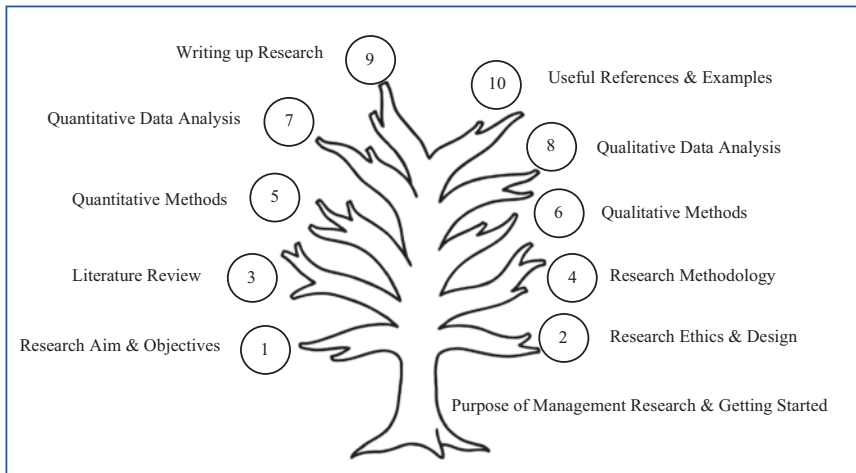 Writing up Research
9
10
Useful References & Examples
Quantitative Data Analysis
7
8
Qualitative Data Analysis
Quantitative Methods
5
6
Qualitative Methods
Literature Review
3
4
Research Methodology
Research Aim & Objectives
1
2
Research Ethics & Design
Purpose of Management Research & Getting Started